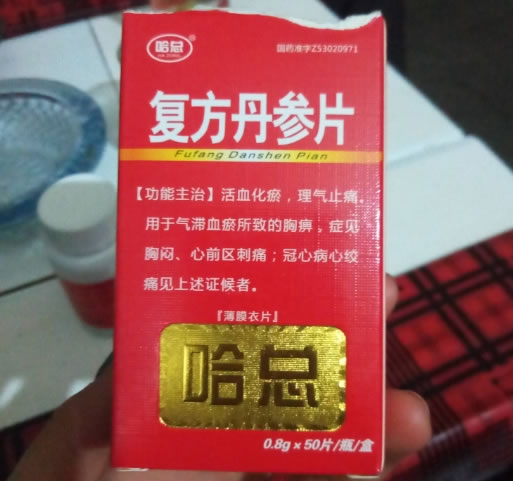 哈总
国药准字Z53020971
复方丹参片
Fufang Danshen Pian
【功能主治】活血化瘀，理气止痛。
用于气滞血瘀所致的胸痹，症见
胸闷、心前区刺痛；冠心病心绞
痛见上述证候者。
『薄膜衣片』
哈总
0.8g×50片/瓶/盒